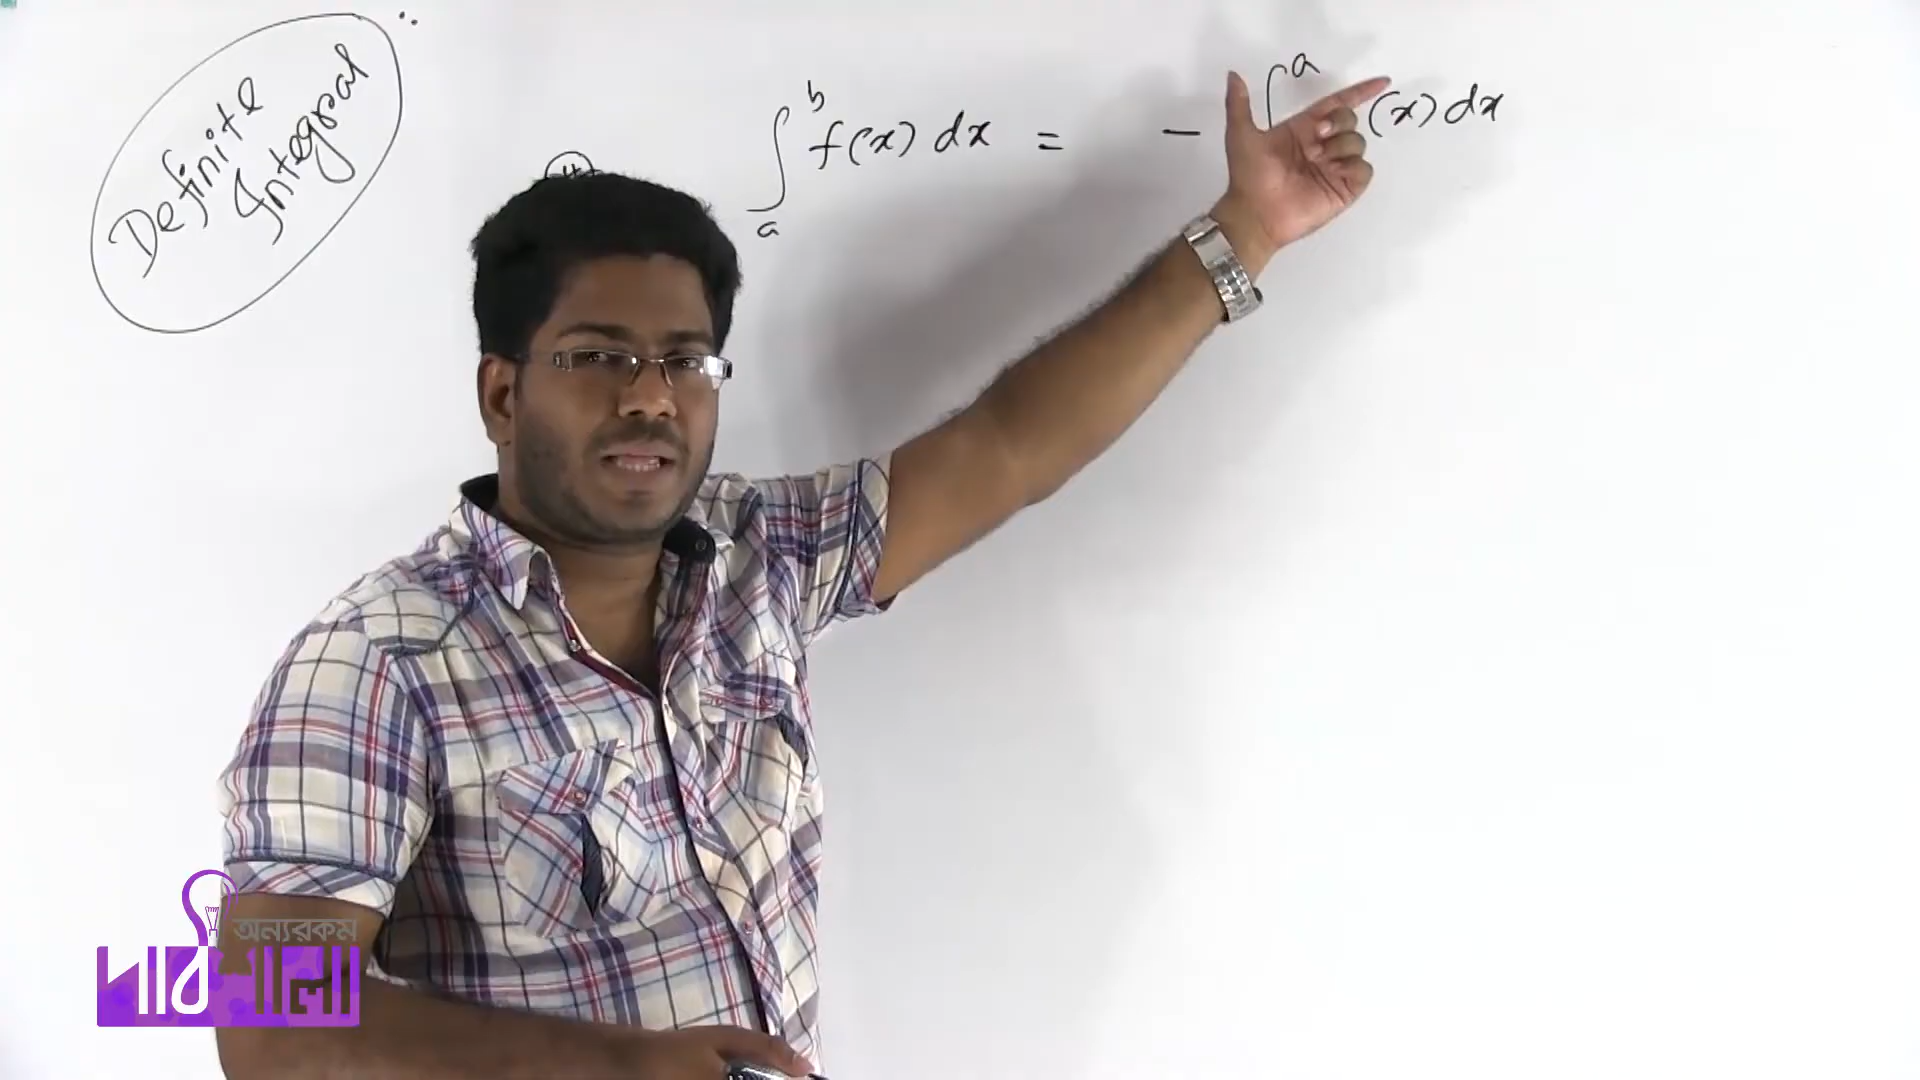 Definite
Integral
∫_a^b f(x) dx = - ∫^a (x) dx
অন্যরকম
পাঠশালা